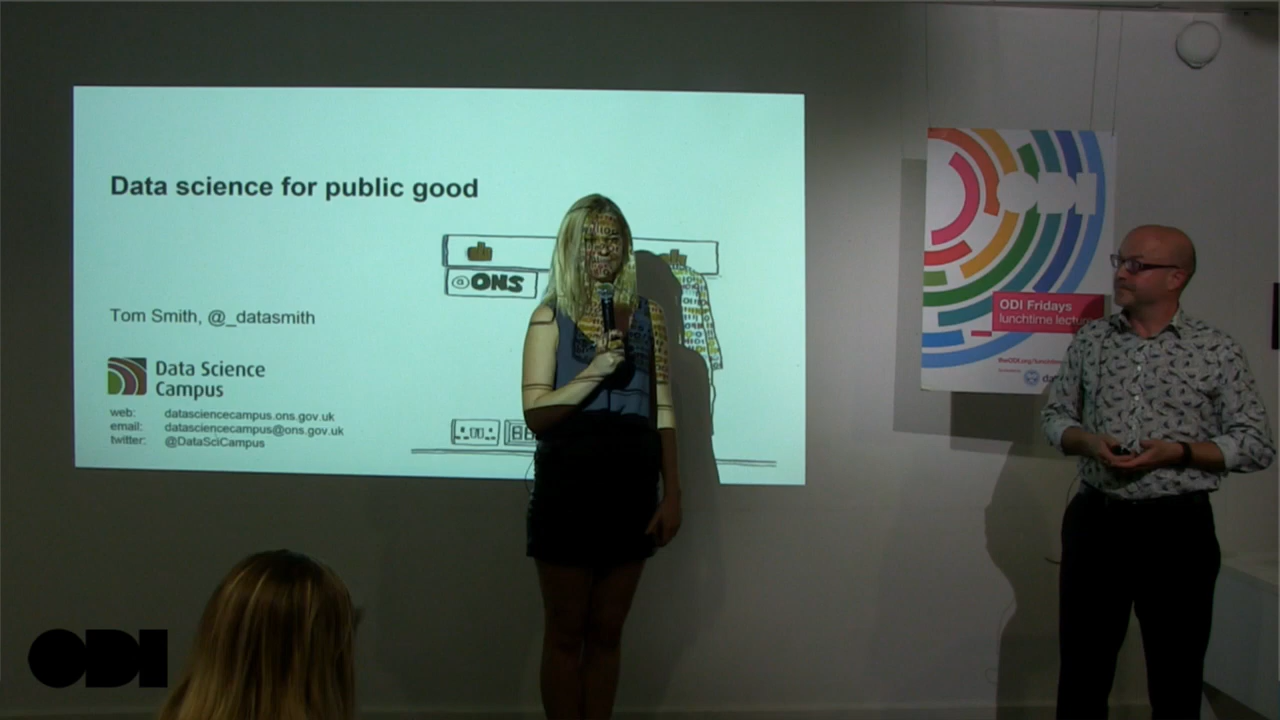 Data science for public good
@ONS
Tom Smith, @_datasmith
Data Science
Campus
web: datasciencecampus.ons.gov.uk
email: datasciencecampus@ons.gov.uk
twitter: @DataSciCampus
ODI Fridays
lunchtime lectu
ODI